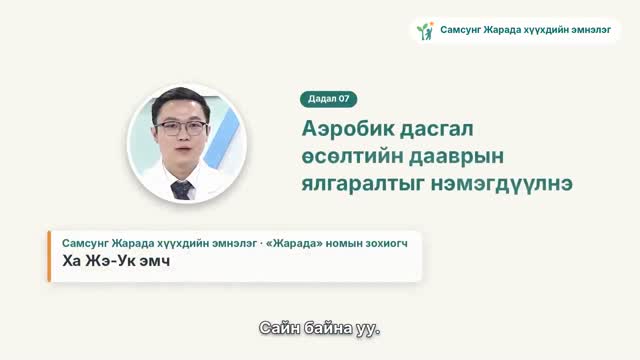 Самсунг Жарада хүүхдийн эмнэлэг
Дадал 07
Аэробик дасгал
өсөлтийн дааврын
ялгаралтыг нэмэгдүүлнэ
Самсунг Жарада хүүхдийн эмнэлэг · «Жарада» номын зохиогч
Ха Жэ-Ук эмч
Сайн байна уу.